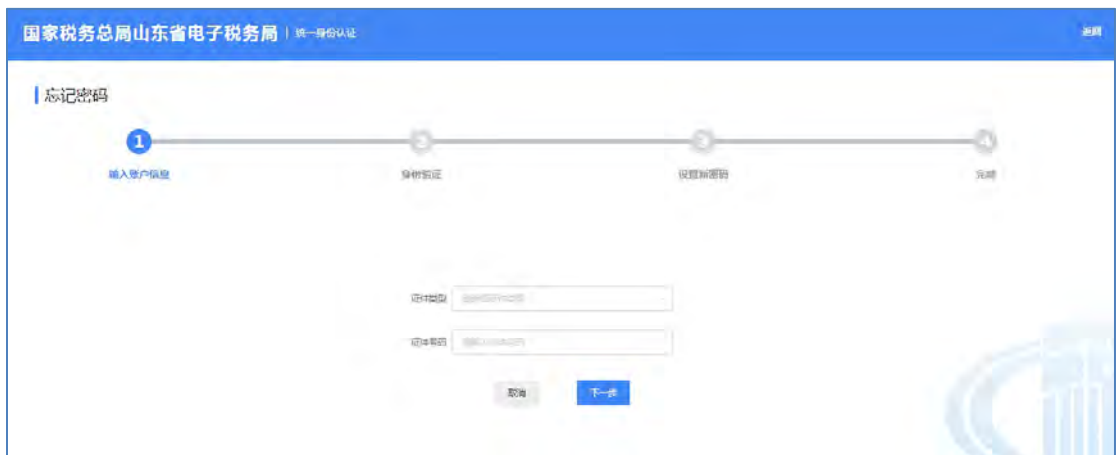 国家税务总局山东省电子税务局 | 统一身份认证
返回
忘记密码
1
2
3
4
输入账户信息
身份验证
设置新密码
完成
证件类型
证件号码
取消
下一步